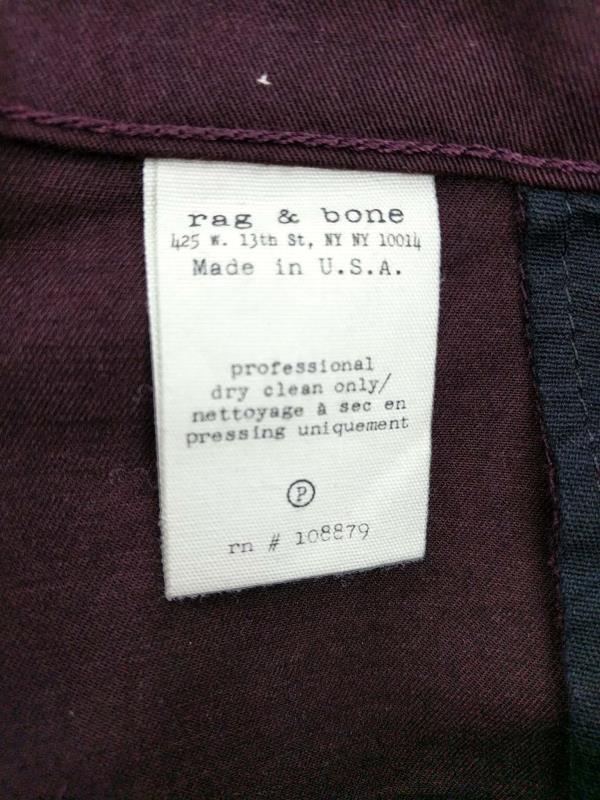 rag & bone
425 W. 13th St, NY NY 10014
Made in U.S.A.
professional
dry clean only/
nettoyage à sec en
pressing uniquement
P
rn # 108879